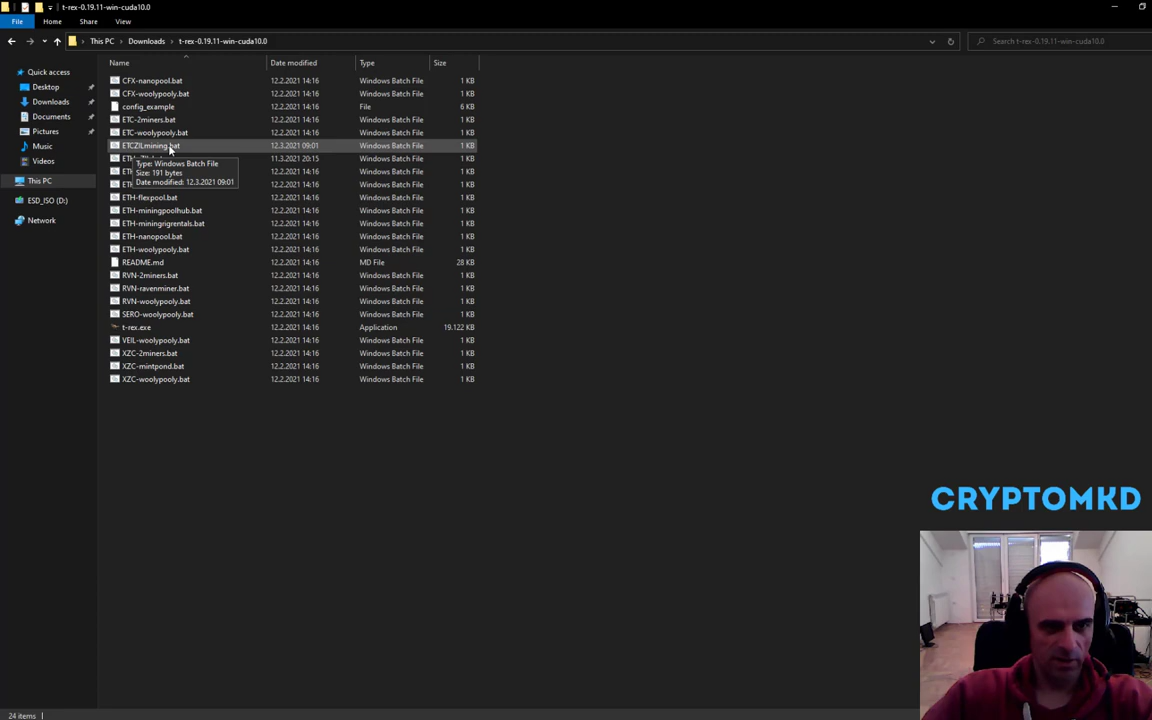 t-rex-0.19.11-win-cuda10.0
File Home Share View
This PC Downloads t-rex-0.19.11-win-cuda10.0
Search t-rex-0.19.11-win-cuda10.0
Name Date modified Type Size
Quick access
Desktop
Downloads
Documents
Pictures
Music
Videos
This PC
ESD_ISO (D:)
Network
CFX-nanopool.bat 12.2.2021 14:16 Windows Batch File 1 KB
CFX-woolypooly.bat 12.2.2021 14:16 Windows Batch File 1 KB
config_example 12.2.2021 14:16 File 6 KB
ETC-2miners.bat 12.2.2021 14:16 Windows Batch File 1 KB
ETC-woolypooly.bat 12.2.2021 14:16 Windows Batch File 1 KB
ETCZILmining.bat 12.3.2021 09:01 Windows Batch File 1 KB
11.3.2021 20:15 Windows Batch File 1 KB
Type: Windows Batch File
Size: 191 bytes
Date modified: 12.3.2021 09:01
12.2.2021 14:16 Windows Batch File 1 KB
12.2.2021 14:16 Windows Batch File 1 KB
ETH-flexpool.bat 12.2.2021 14:16 Windows Batch File 1 KB
ETH-miningpoolhub.bat 12.2.2021 14:16 Windows Batch File 1 KB
ETH-miningrigrentals.bat 12.2.2021 14:16 Windows Batch File 1 KB
ETH-nanopool.bat 12.2.2021 14:16 Windows Batch File 1 KB
ETH-woolypooly.bat 12.2.2021 14:16 Windows Batch File 1 KB
README.md 12.2.2021 14:16 MD File 28 KB
RVN-2miners.bat 12.2.2021 14:16 Windows Batch File 1 KB
RVN-ravenminer.bat 12.2.2021 14:16 Windows Batch File 1 KB
RVN-woolypooly.bat 12.2.2021 14:16 Windows Batch File 1 KB
SERO-woolypooly.bat 12.2.2021 14:16 Windows Batch File 1 KB
t-rex.exe 12.2.2021 14:16 Application 19.122 KB
VEIL-woolypooly.bat 12.2.2021 14:16 Windows Batch File 1 KB
XZC-2miners.bat 12.2.2021 14:16 Windows Batch File 1 KB
XZC-mintpond.bat 12.2.2021 14:16 Windows Batch File 1 KB
XZC-woolypooly.bat 12.2.2021 14:16 Windows Batch File 1 KB
CRYPTOMKD
24 items